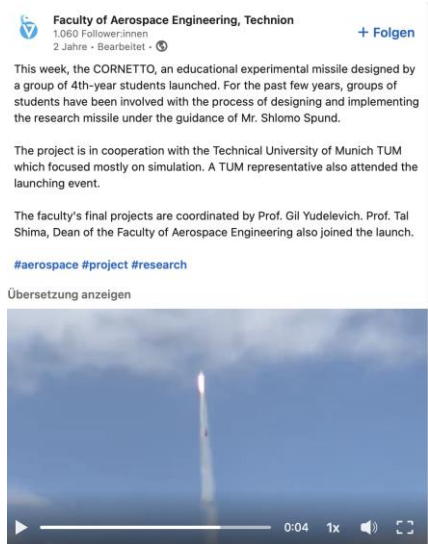 Faculty of Aerospace Engineering, Technion
1.060 Follower:innen
2 Jahre • Bearbeitet •
+ Folgen
This week, the CORNETTO, an educational experimental missile designed by
a group of 4th-year students launched. For the past few years, groups of
students have been involved with the process of designing and implementing
the research missile under the guidance of Mr. Shlomo Spund.
The project is in cooperation with the Technical University of Munich TUM
which focused mostly on simulation. A TUM representative also attended the
launching event.
The faculty's final projects are coordinated by Prof. Gil Yudelevich. Prof. Tal
Shima, Dean of the Faculty of Aerospace Engineering also joined the launch.
#aerospace #project #research
Übersetzung anzeigen
0:04 1x